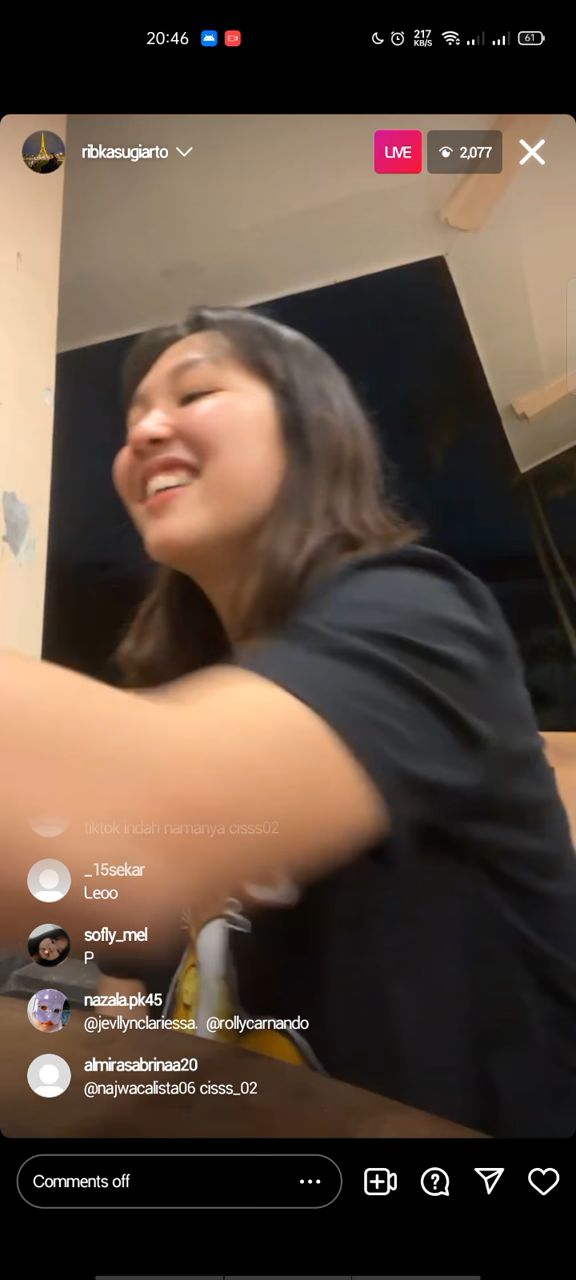 20:46
217
KB/S
61
ribkasugiarto
LIVE
2,077
tiktok indah namanya cisss02
_15sekar
Leoo
sofly_mel
P
nazala.pk45
@jevllynclariessa. @rollycarnando
almirasabrinaa20
@najwacalista06 cisss_02
Comments off